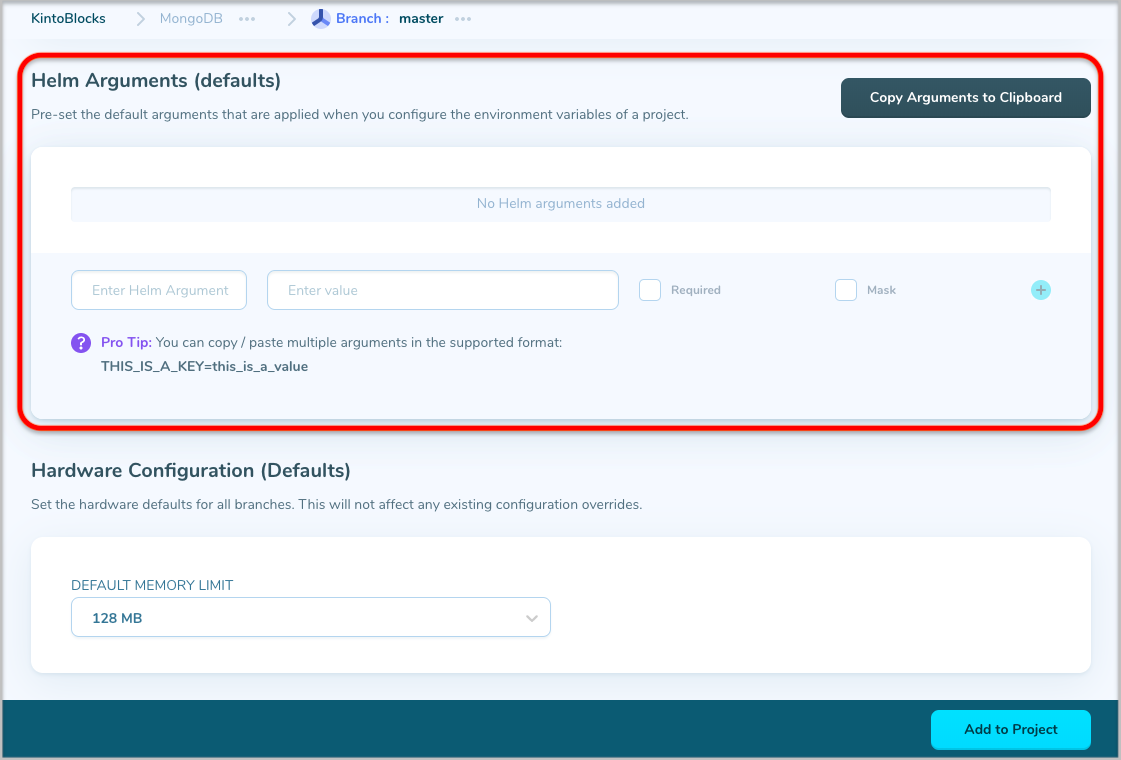 KintoBlocks > MongoDB ••• > Branch : master •••
Helm Arguments (defaults)
Copy Arguments to Clipboard
Pre-set the default arguments that are applied when you configure the environment variables of a project.
No Helm arguments added
Enter Helm Argument Enter value Required Mask +
? Pro Tip: You can copy / paste multiple arguments in the supported format:
THIS_IS_A_KEY=this_is_a_value
Hardware Configuration (Defaults)
Set the hardware defaults for all branches. This will not affect any existing configuration overrides.
DEFAULT MEMORY LIMIT
128 MB
Add to Project